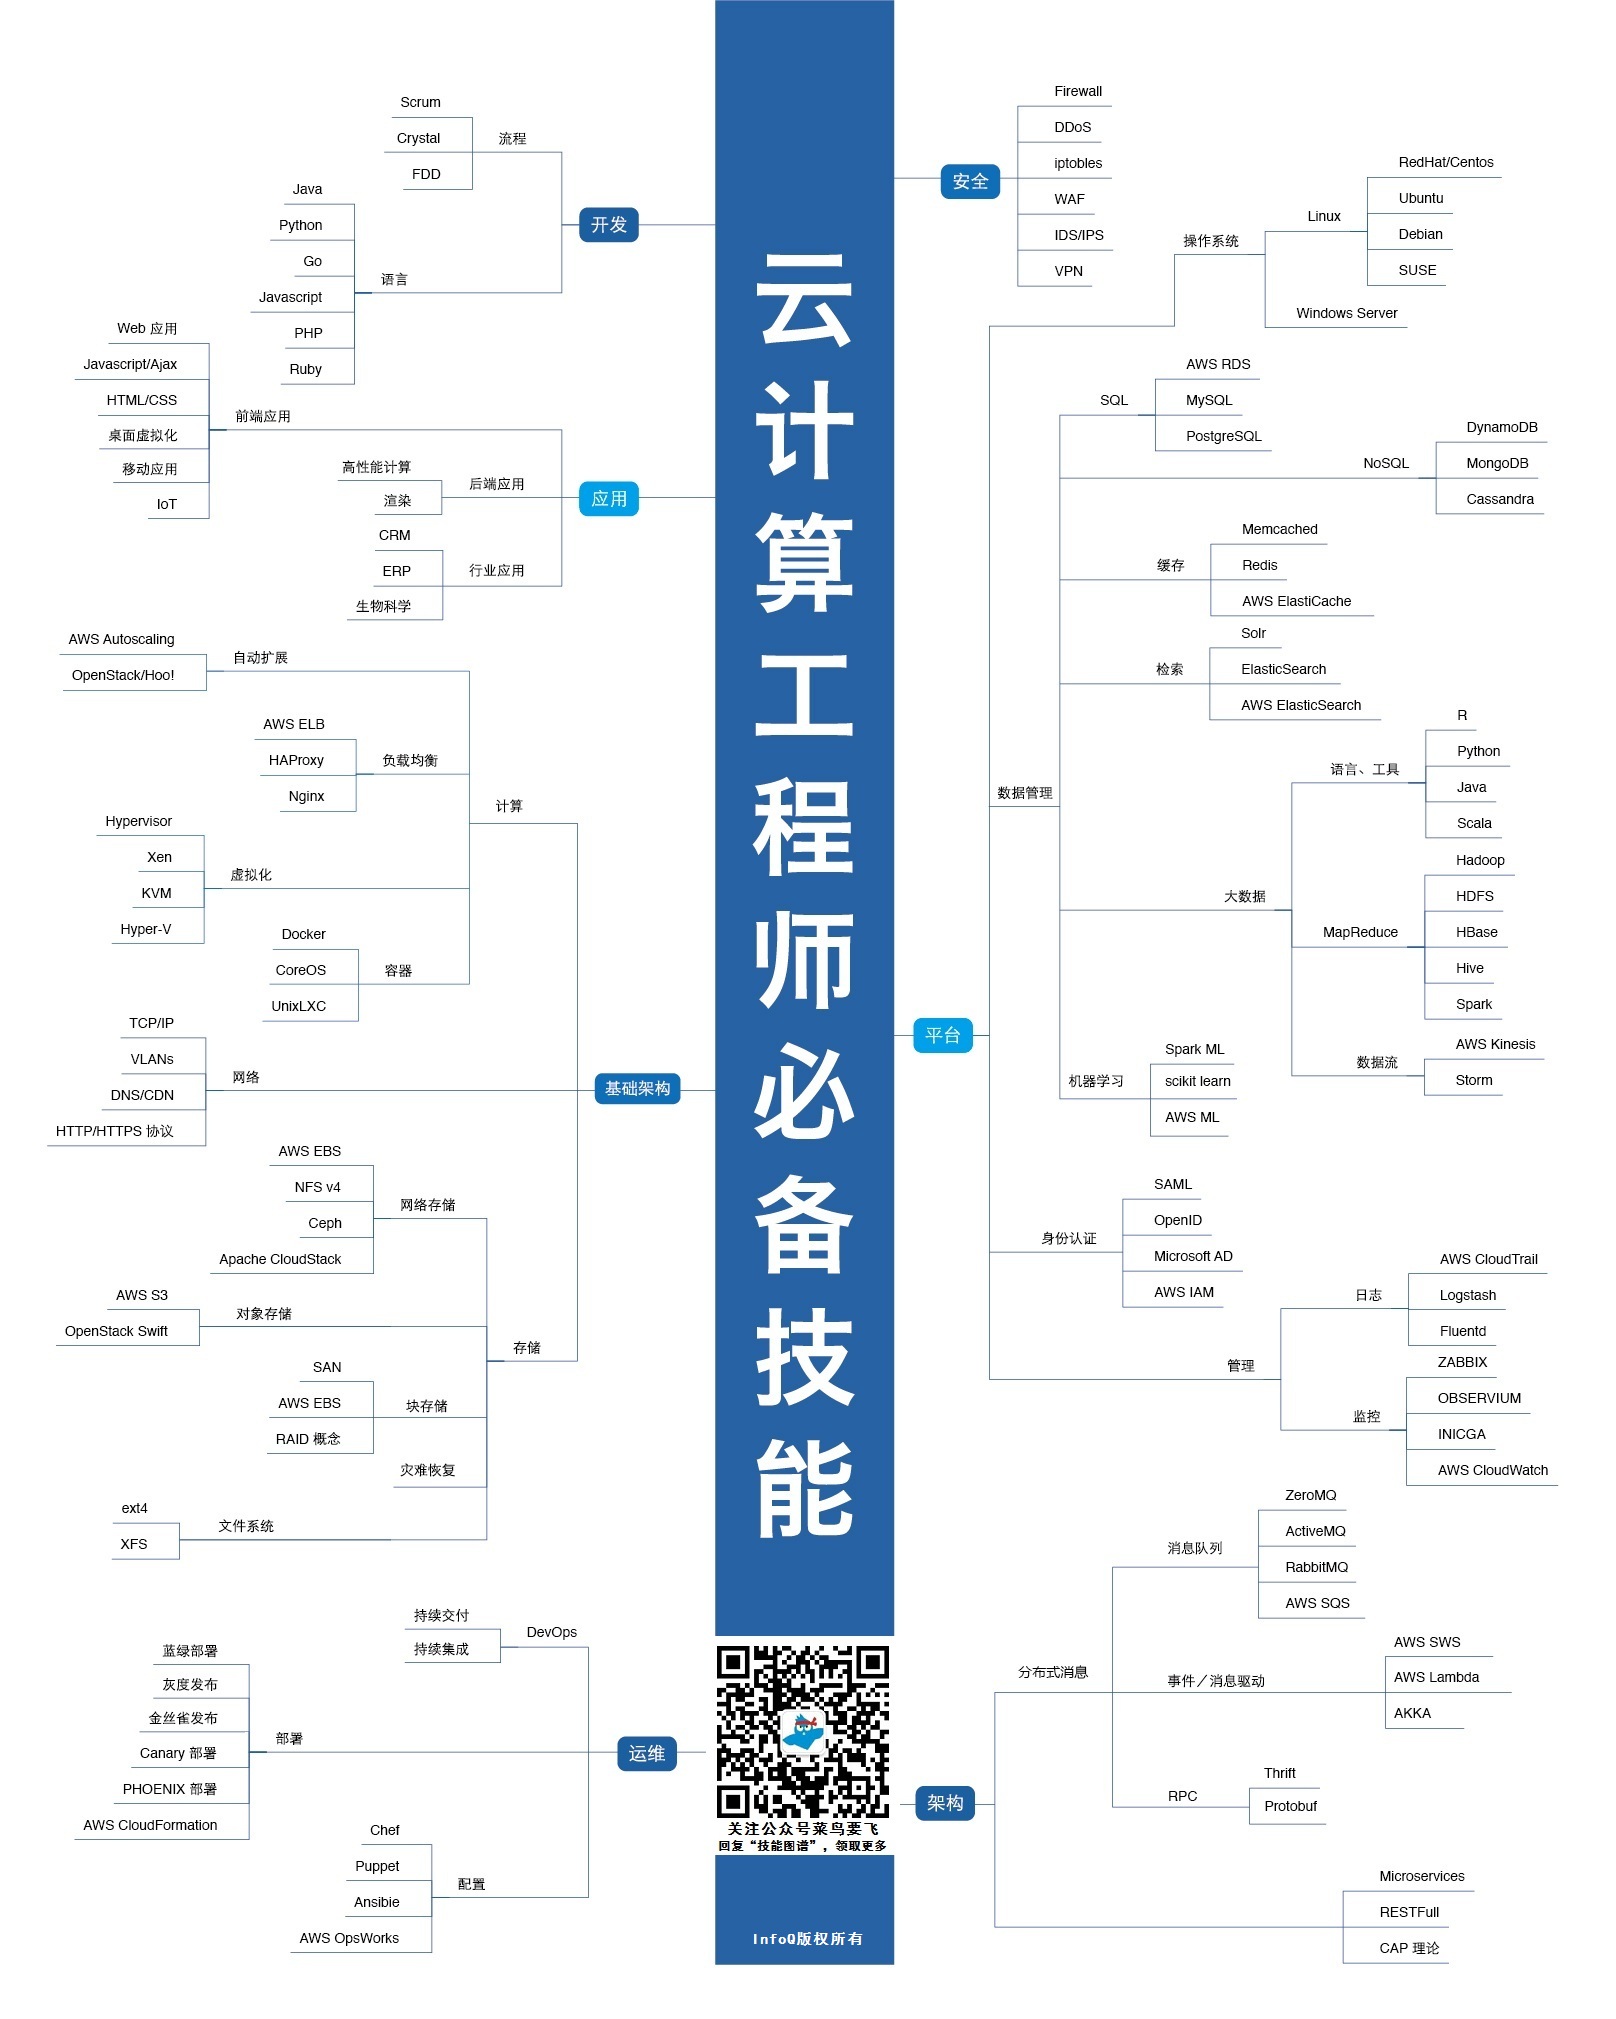 云计算工程师必备技能
开发
流程
Scrum
Crystal
FDD
语言
Java
Python
Go
Javascript
PHP
Ruby
应用
前端应用
Web 应用
Javascript/Ajax
HTML/CSS
桌面虚拟化
移动应用
IoT
后端应用
高性能计算
渲染
行业应用
CRM
ERP
生物科学
基础架构
计算
自动扩展
AWS Autoscaling
OpenStack/Hoo!
负载均衡
AWS ELB
HAProxy
Nginx
虚拟化
Hypervisor
Xen
KVM
Hyper-V
容器
Docker
CoreOS
UnixLXC
网络
TCP/IP
VLANs
DNS/CDN
HTTP/HTTPS 协议
存储
网络存储
AWS EBS
NFS v4
Ceph
Apache CloudStack
对象存储
AWS S3
OpenStack Swift
块存储
SAN
AWS EBS
RAID 概念
灾难恢复
文件系统
ext4
XFS
运维
DevOps
持续交付
持续集成
部署
蓝绿部署
灰度发布
金丝雀发布
Canary 部署
PHOENIX 部署
AWS CloudFormation
配置
Chef
Puppet
Ansibie
AWS OpsWorks
安全
Firewall
DDoS
iptobles
WAF
IDS/IPS
VPN
平台
操作系统
Linux
RedHat/Centos
Ubuntu
Debian
SUSE
Windows Server
数据管理
SQL
AWS RDS
MySQL
PostgreSQL
NoSQL
DynamoDB
MongoDB
Cassandra
缓存
Memcached
Redis
AWS ElastiCache
检索
Solr
ElasticSearch
AWS ElasticSearch
大数据
语言、工具
R
Python
Java
Scala
MapReduce
Hadoop
HDFS
HBase
Hive
Spark
数据流
AWS Kinesis
Storm
机器学习
Spark ML
scikit learn
AWS ML
身份认证
SAML
OpenID
Microsoft AD
AWS IAM
管理
日志
AWS CloudTrail
Logstash
Fluentd
监控
ZABBIX
OBSERVIUM
INICGA
AWS CloudWatch
架构
分布式消息
消息队列
ZeroMQ
ActiveMQ
RabbitMQ
AWS SQS
事件／消息驱动
AWS SWS
AWS Lambda
AKKA
RPC
Thrift
Protobuf
Microservices
RESTFull
CAP 理论
关注公众号菜鸟要飞
回复“技能图谱”，领取更多
InfoQ版权所有